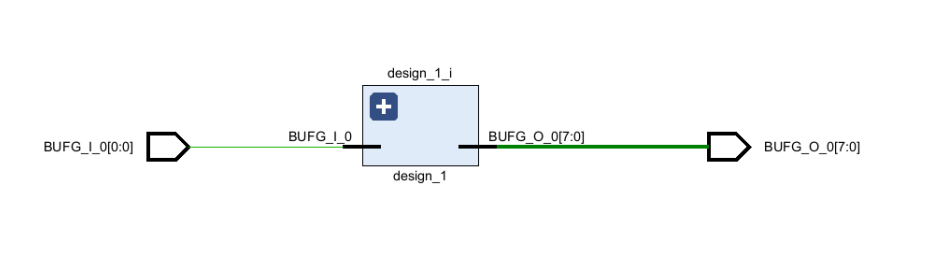 design_1_i
BUFG_I_0[0:0]
BUFG_I_0
BUFG_O_0[7:0]
BUFG_O_0[7:0]
design_1